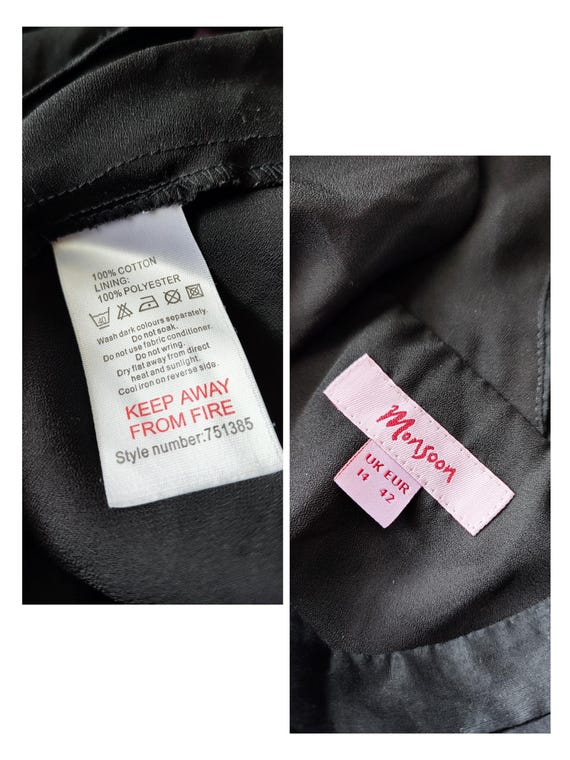 100% COTTON
LINING:
100% POLYESTER
40
Wash dark colours separately.
Do not soak.
Do not use fabric conditioner.
Do not wring.
Dry flat away from direct
heat and sunlight.
Cool iron on reverse side.
KEEP AWAY
FROM FIRE
Style number:751385
Monsoon
UK EUR
14 42